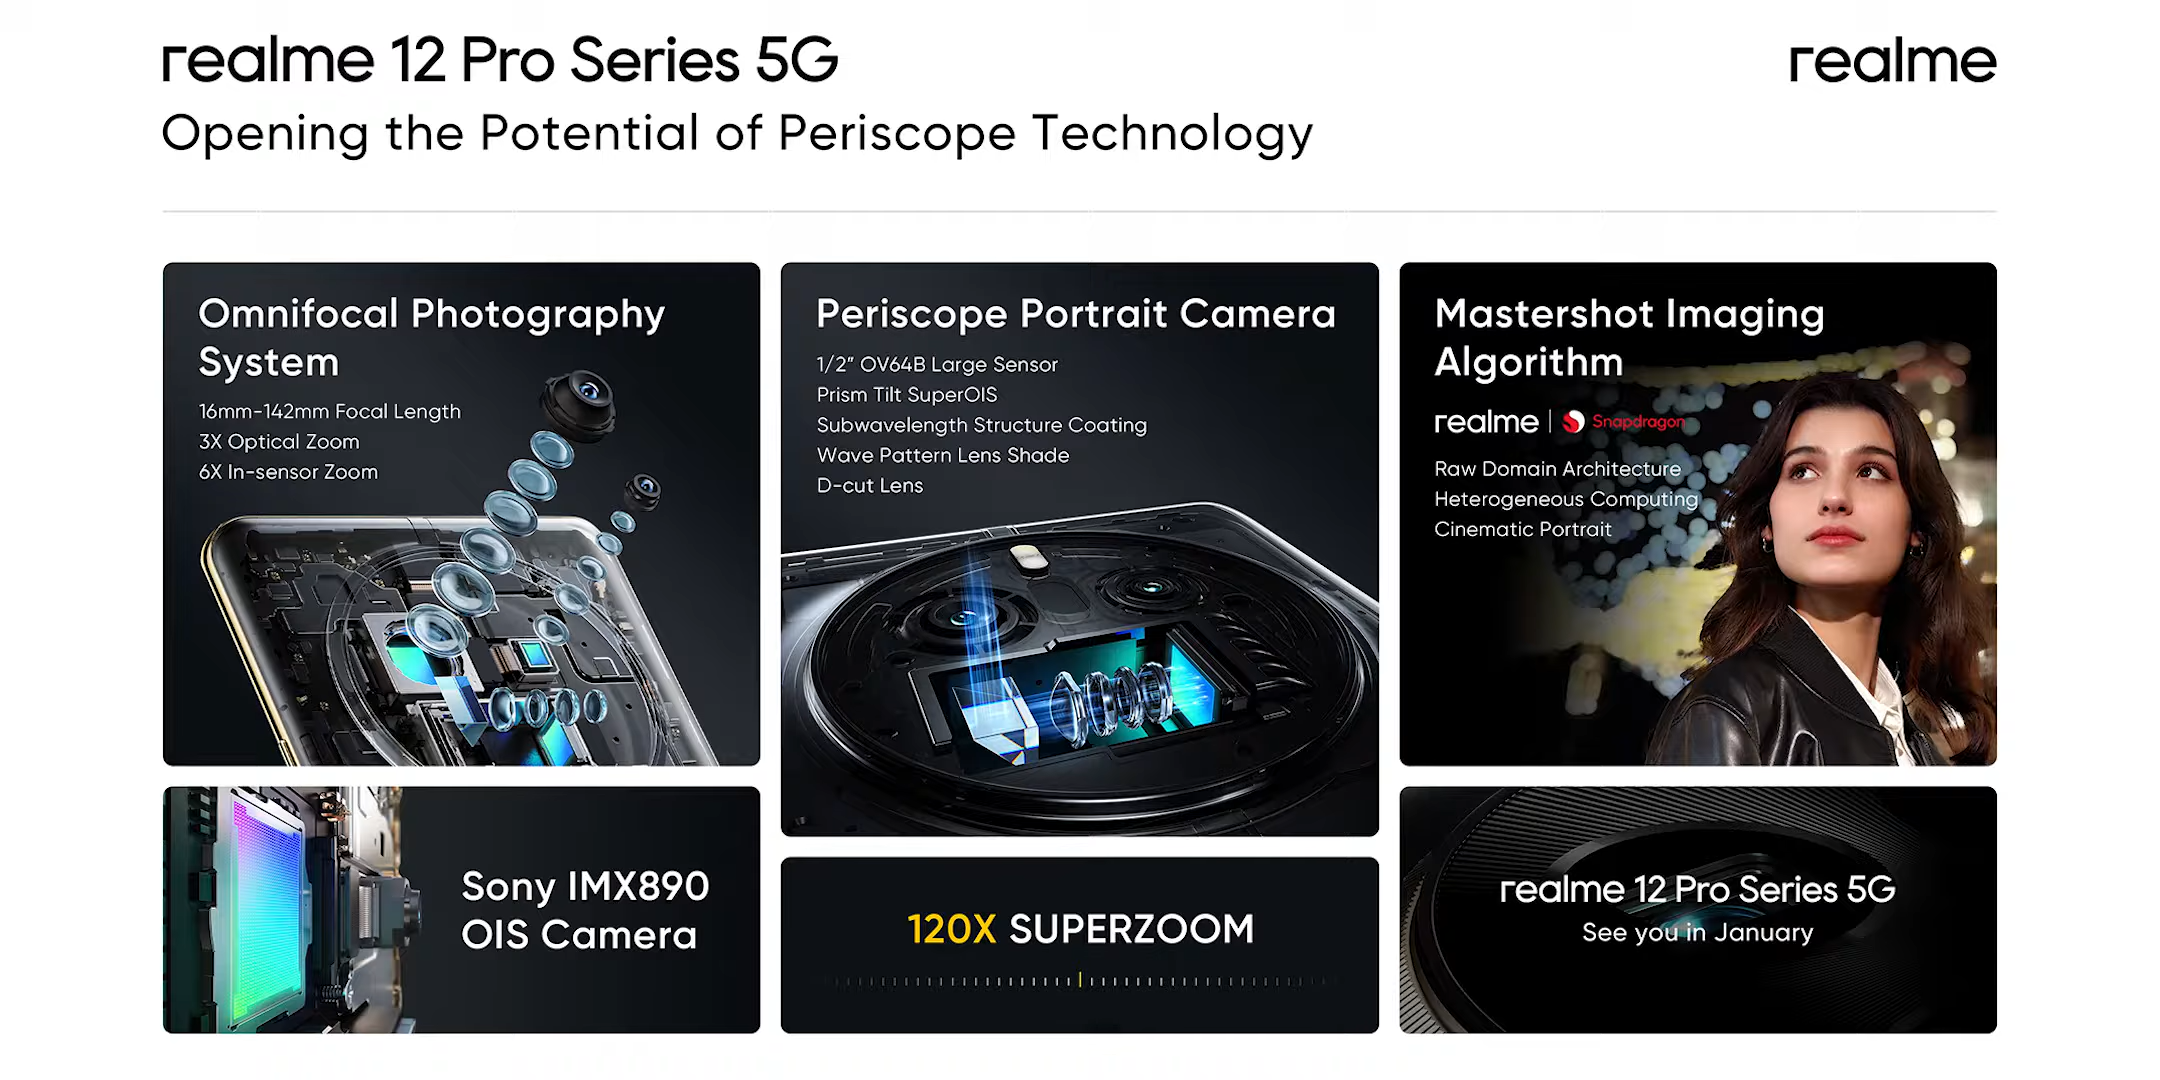 realme 12 Pro Series 5G
realme
Opening the Potential of Periscope Technology
Omnifocal Photography
System
16mm-142mm Focal Length
3X Optical Zoom
6X In-sensor Zoom
Periscope Portrait Camera
1/2” OV64B Large Sensor
Prism Tilt SuperOIS
Subwavelength Structure Coating
Wave Pattern Lens Shade
D-cut Lens
Mastershot Imaging
Algorithm
realme | Snapdragon
Raw Domain Architecture
Heterogeneous Computing
Cinematic Portrait
Sony IMX890
OIS Camera
120X SUPERZOOM
realme 12 Pro Series 5G
See you in January